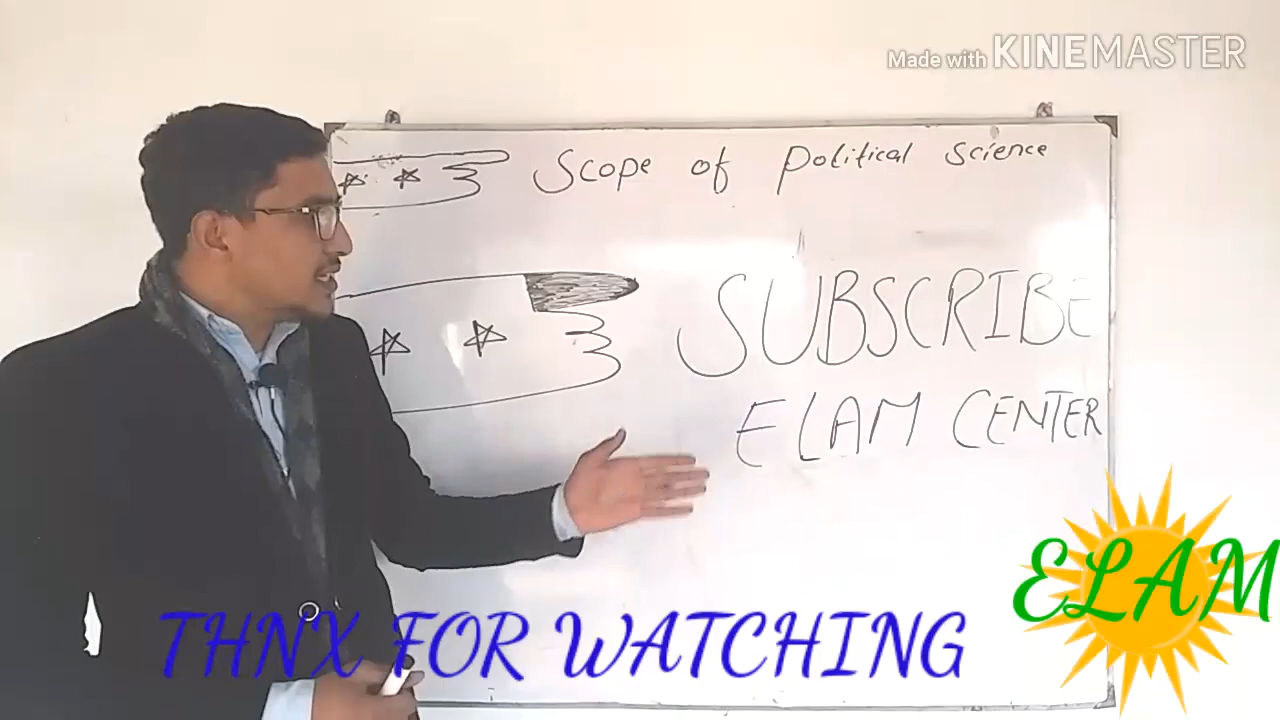 Made with KINEMASTER
Scope of Political Science
SUBSCRIBE
ELAM CENTER
ELAM
THNX FOR WATCHING